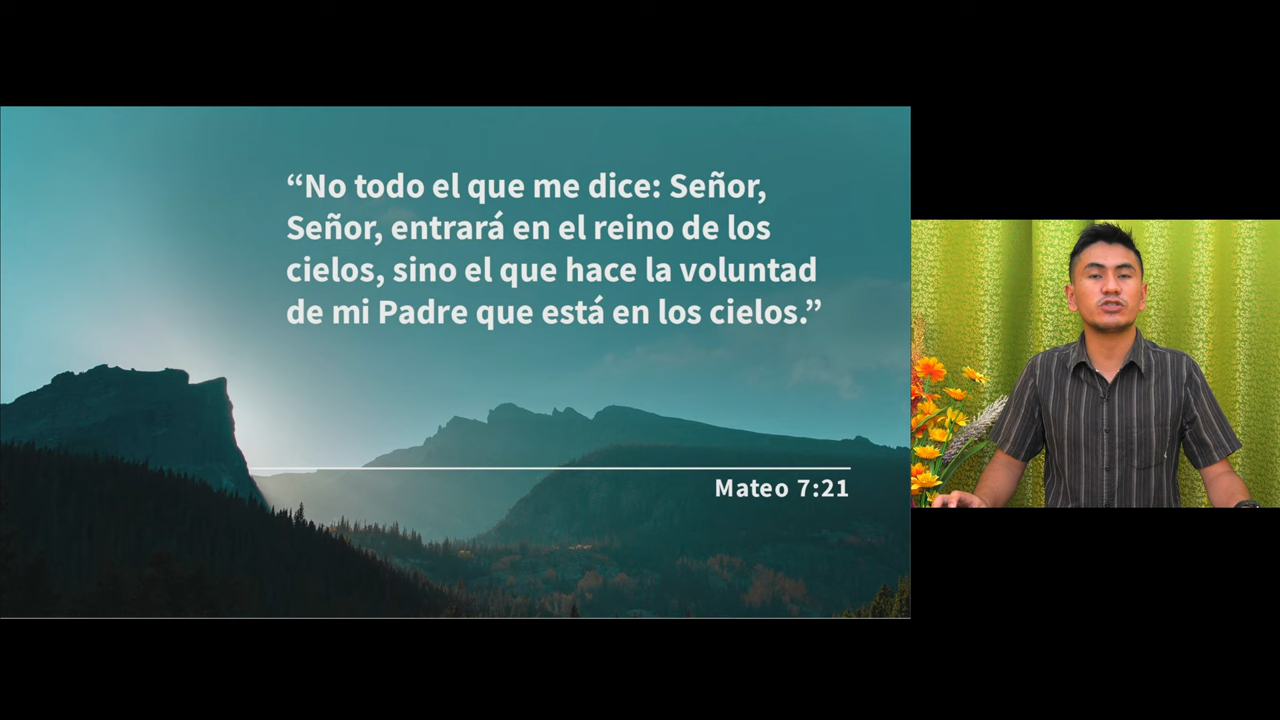 “No todo el que me dice: Señor,
Señor, entrará en el reino de los
cielos, sino el que hace la voluntad
de mi Padre que está en los cielos.”
Mateo 7:21